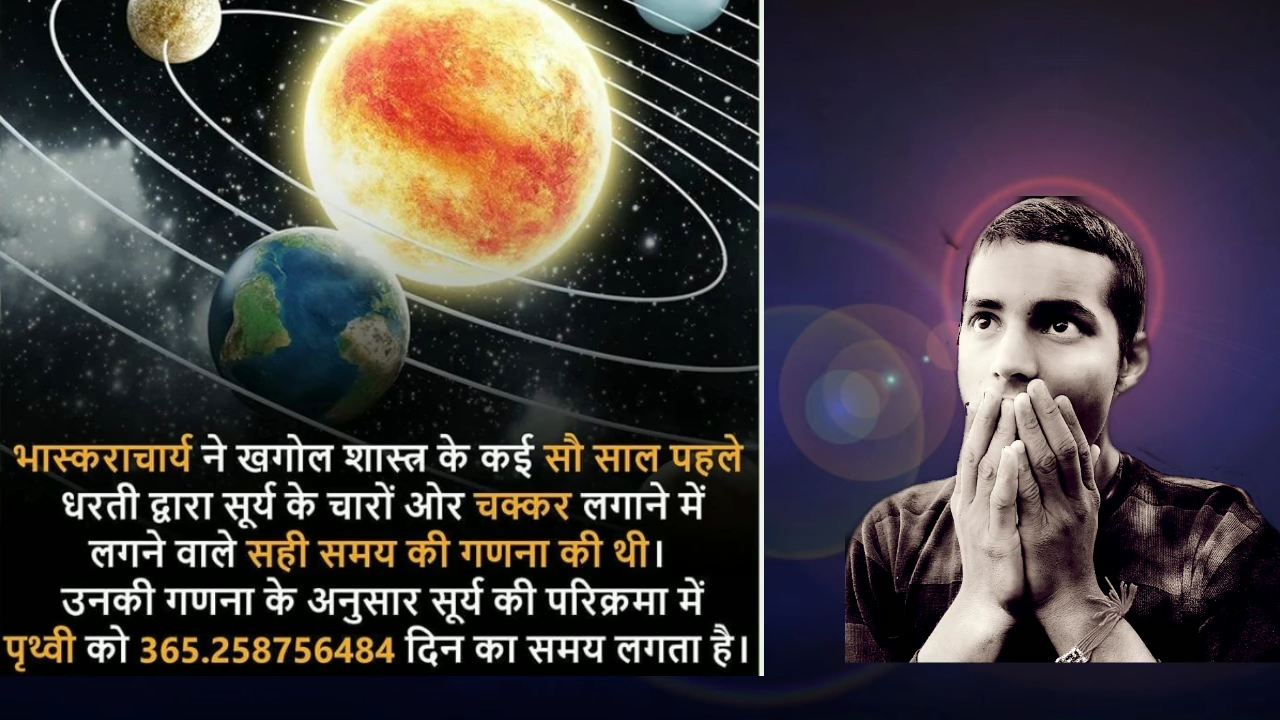 भास्कराचार्य ने खगोल शास्त्र के कई सौ साल पहले
धरती द्वारा सूर्य के चारों ओर चक्कर लगाने में
लगने वाले सही समय की गणना की थी।
उनकी गणना के अनुसार सूर्य की परिक्रमा में
पृथ्वी को 365.258756484 दिन का समय लगता है।